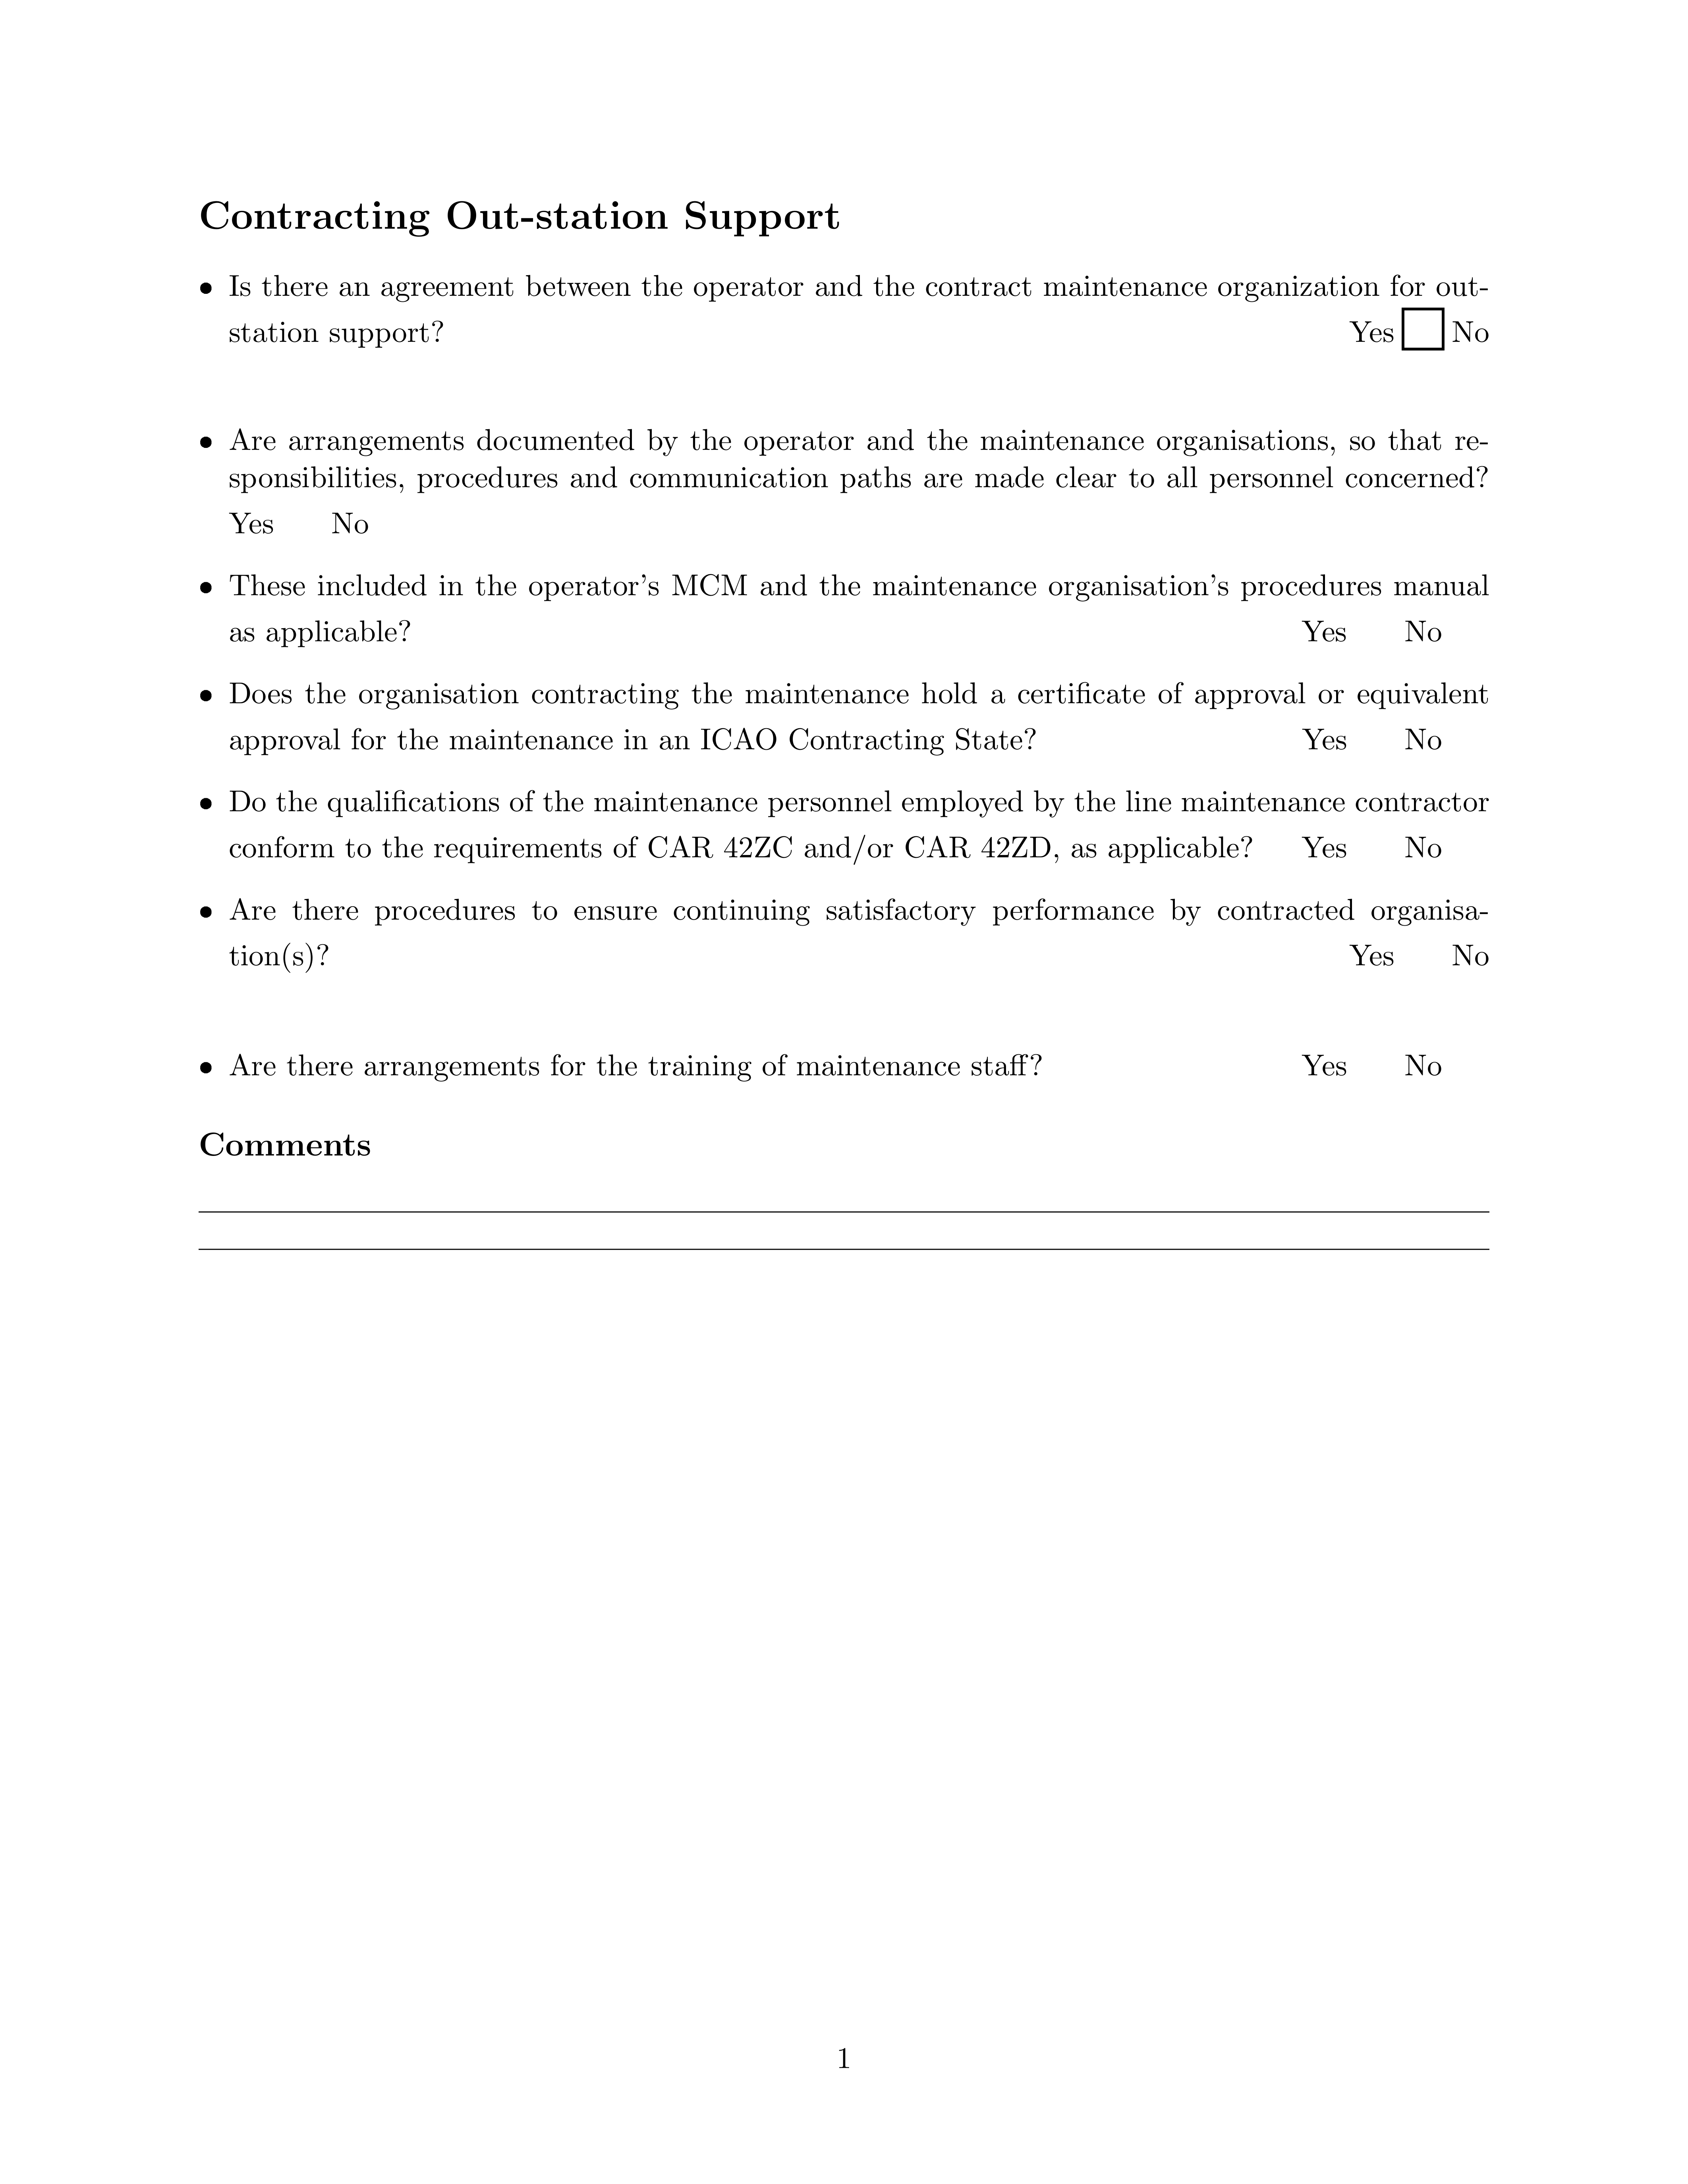 Contracting Out-station Support
• Is there an agreement between the operator and the contract maintenance organization for out-
station support? Yes ☐ No
• Are arrangements documented by the operator and the maintenance organisations, so that re-
sponsibilities, procedures and communication paths are made clear to all personnel concerned?
Yes No
• These included in the operator's MCM and the maintenance organisation's procedures manual
as applicable? Yes No
• Does the organisation contracting the maintenance hold a certificate of approval or equivalent
approval for the maintenance in an ICAO Contracting State? Yes No
• Do the qualifications of the maintenance personnel employed by the line maintenance contractor
conform to the requirements of CAR 42ZC and/or CAR 42ZD, as applicable? Yes No
• Are there procedures to ensure continuing satisfactory performance by contracted organisa-
tion(s)? Yes No
• Are there arrangements for the training of maintenance staff? Yes No
Comments
1